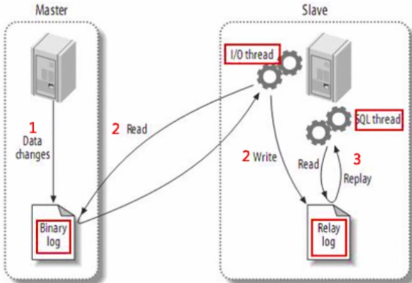 Master
Slave
I/O thread
SQL thread
1
Data
changes
2 Read
2 Write
Read
3
Replay
Binary
log
Relay
log